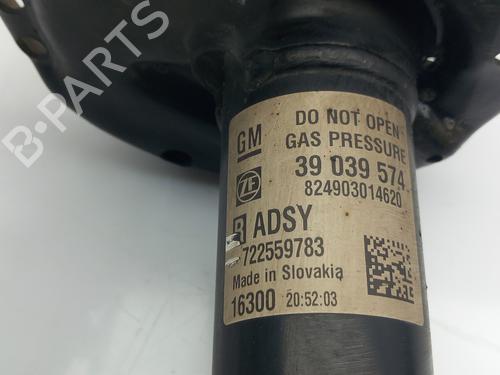 DO NOT OPEN
GM
GAS PRESSURE
39 039 574
ZF
824903014620
R ADSY
722559783
Made in Slovakia
16300 20:52:03
B-PARTS